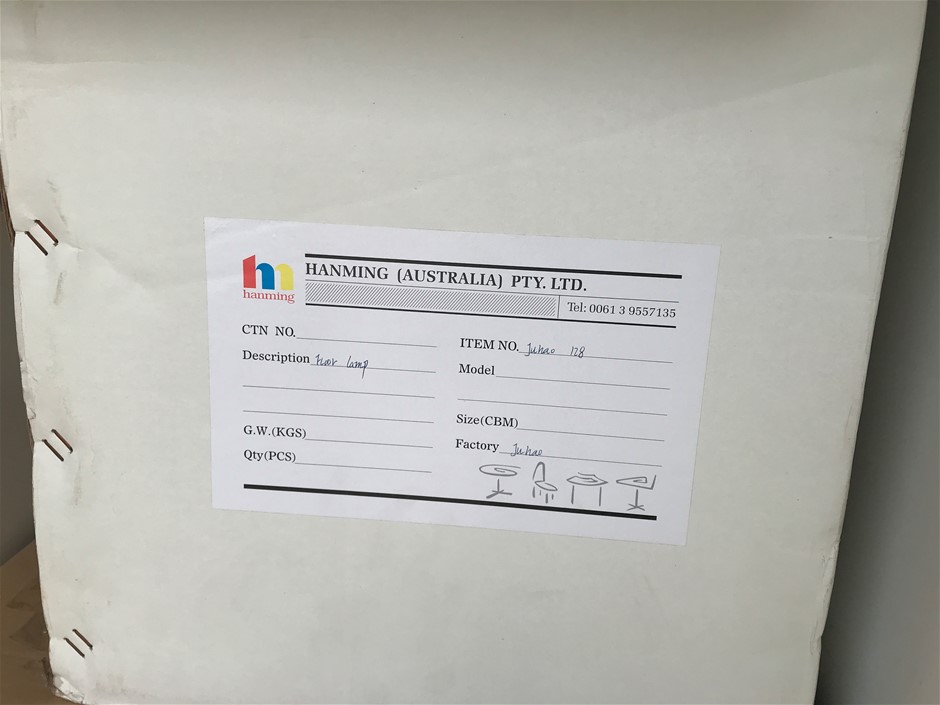 hm
hanming
HANMING (AUSTRALIA) PTY. LTD.
Tel: 0061 3 9557135
CTN NO.
ITEM NO. Juhao 128
Description floor lamp
Model
Size(CBM)
G.W.(KGS)
Factory Juhao
Qty(PCS)